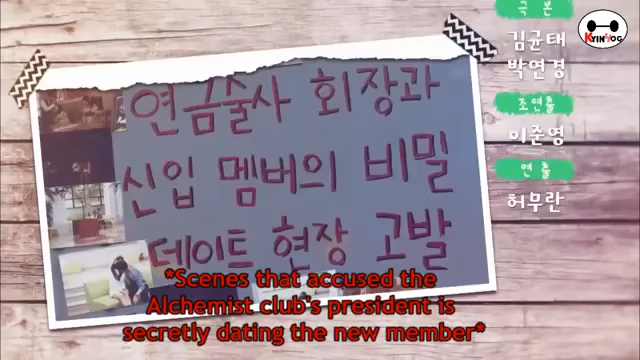 극본
김균태
박연경
조연출
이준영
연출
허무란
KYINYOG
연금술사 회장과
신입 멤버의 비밀
데이트 현장 고발
*Scenes that accused the
Alchemist club's president is
secretly dating the new member*